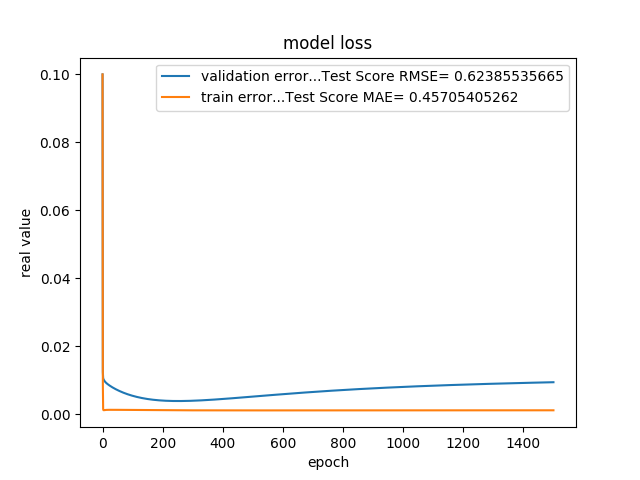 model loss
validation error...Test Score RMSE= 0.62385535665
train error...Test Score MAE= 0.45705405262
real value
0.10
0.08
0.06
0.04
0.02
0.00
0 200 400 600 800 1000 1200 1400
epoch